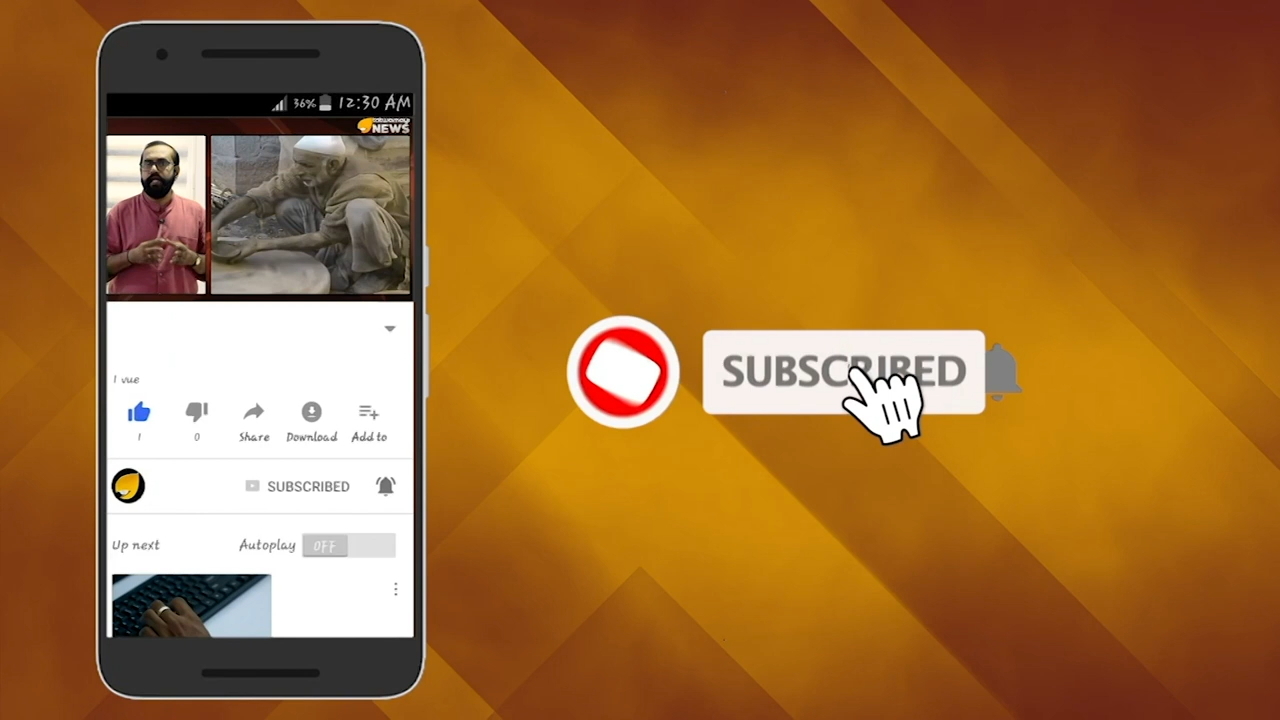 36%
12:30 AM
NEWS
1 vue
1
0
Share
Download
Add to
SUBSCRIBED
Up next
Autoplay
OFF
SUBSCRIBED